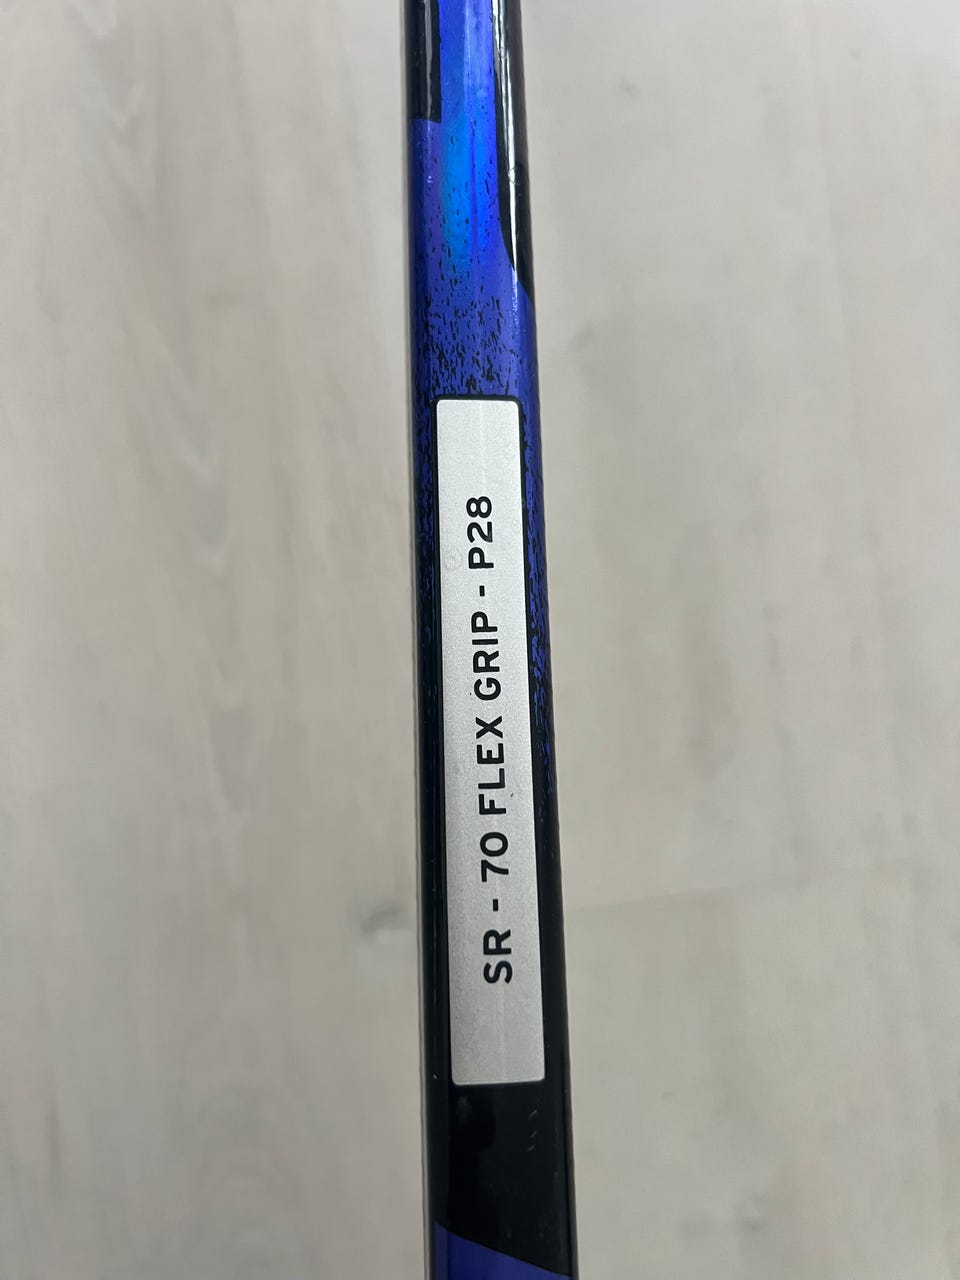 SR - 70 FLEX GRIP - P28